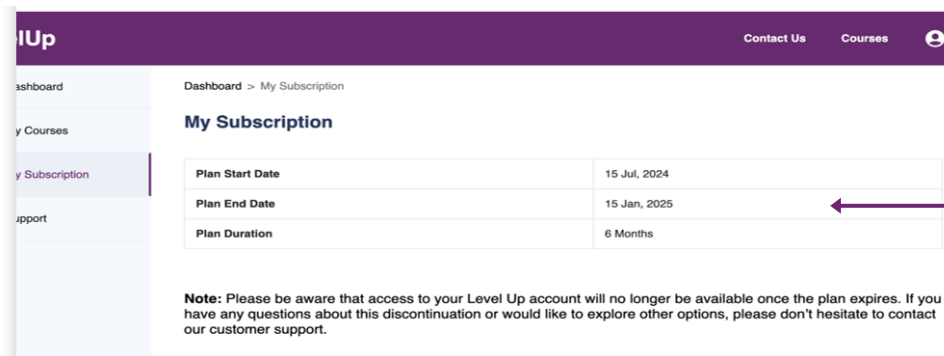 lUp
Contact Us
Courses
ashboard
Dashboard > My Subscription
y Courses
My Subscription
y Subscription
Plan Start Date 15 Jul, 2024
Plan End Date 15 Jan, 2025
upport
Plan Duration 6 Months
Note: Please be aware that access to your Level Up account will no longer be available once the plan expires. If you
have any questions about this discontinuation or would like to explore other options, please don't hesitate to contact
our customer support.